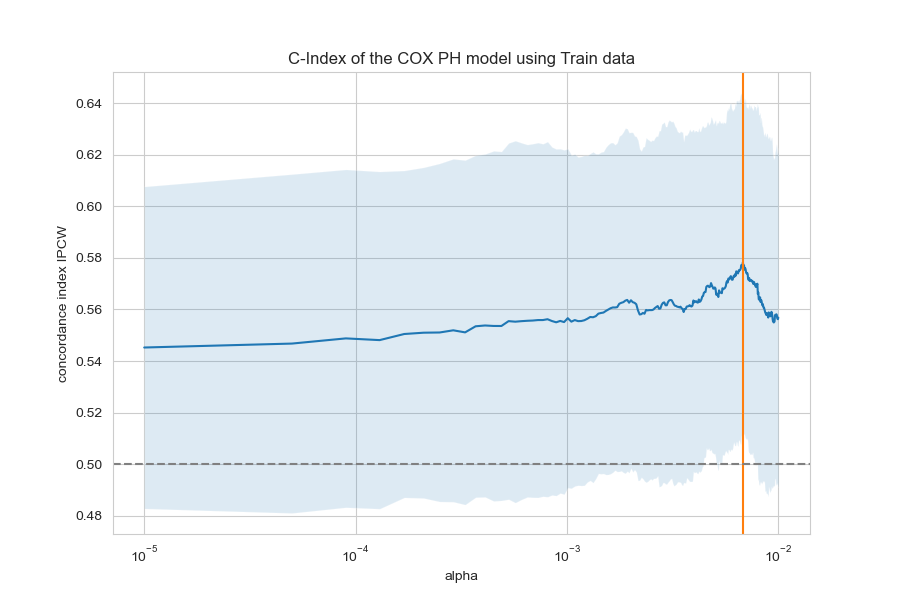 C-Index of the COX PH model using Train data
concordance index IPCW
0.64
0.62
0.60
0.58
0.56
0.54
0.52
0.50
0.48
10⁻⁵ 10⁻⁴ 10⁻³ 10⁻²
alpha